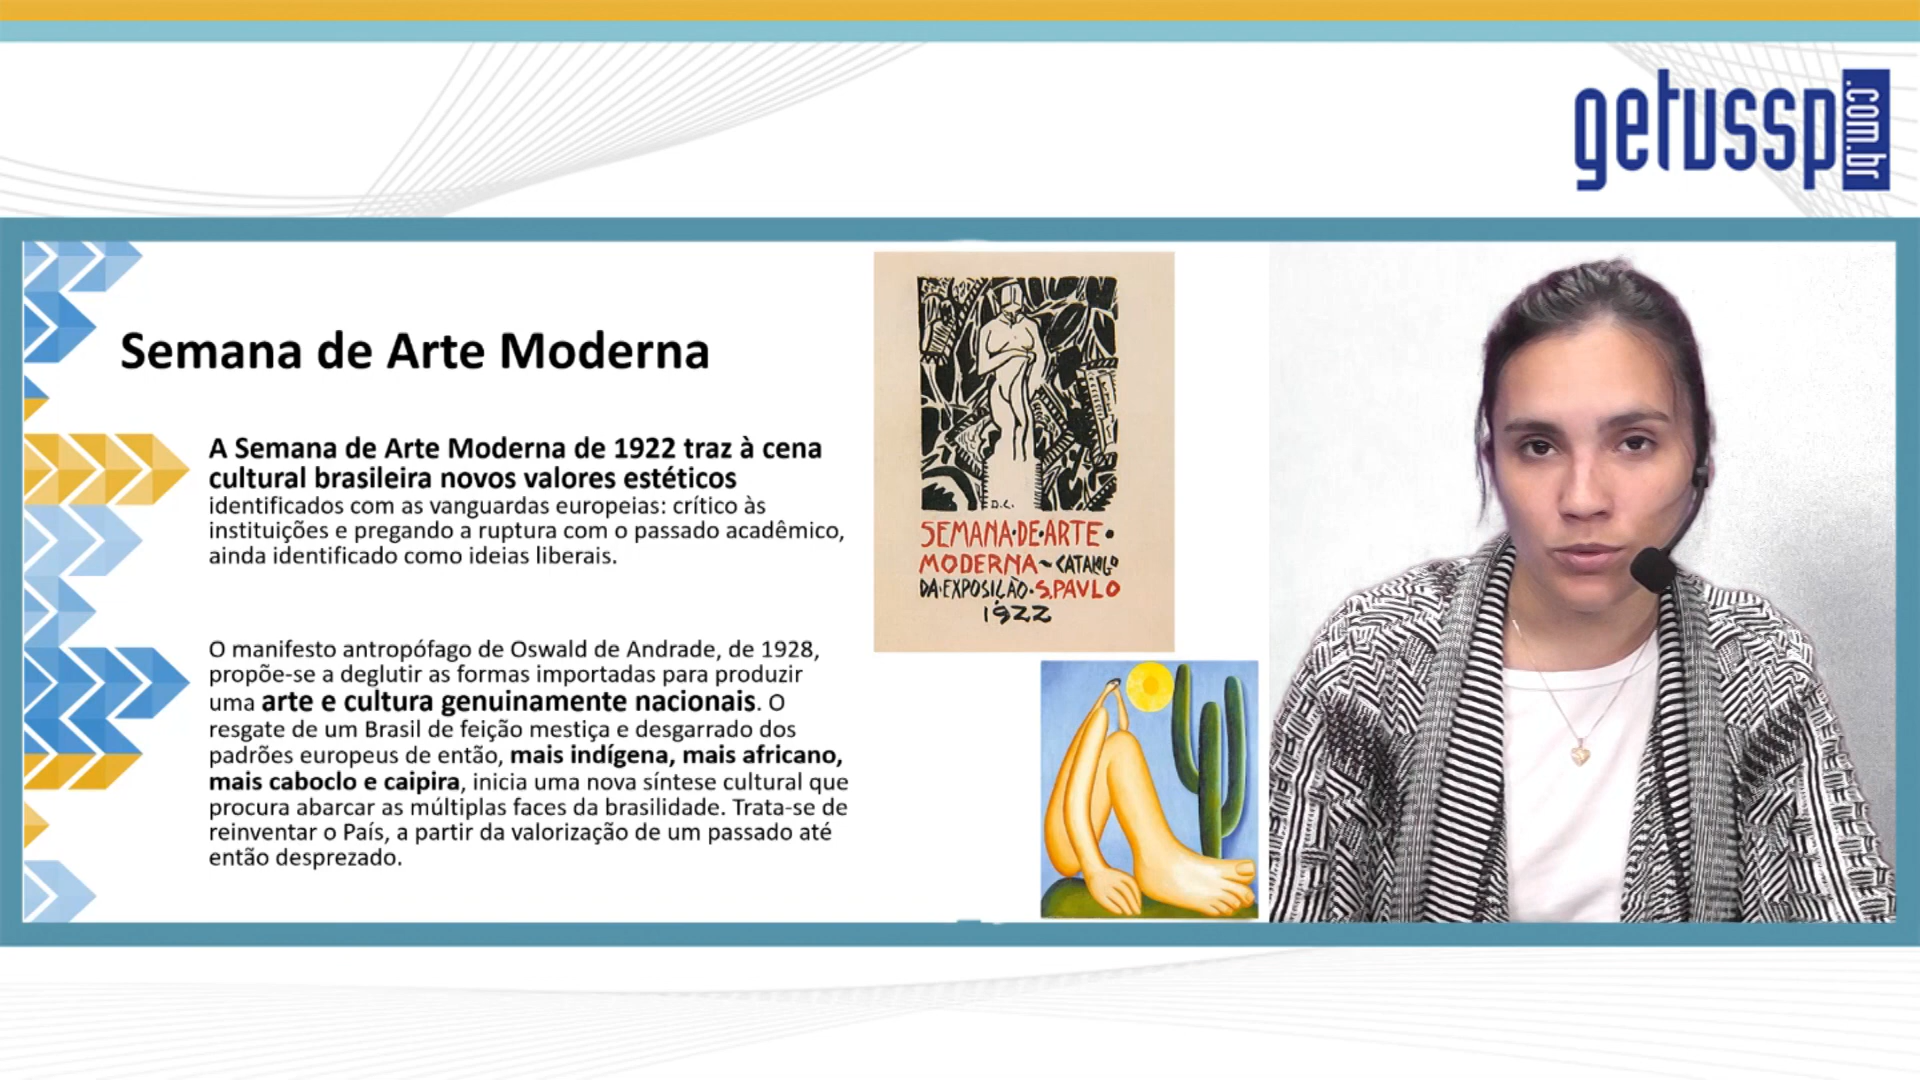 getussp
.com.br
Semana de Arte Moderna
A Semana de Arte Moderna de 1922 traz à cena
cultural brasileira novos valores estéticos
identificados com as vanguardas europeias: crítico às
instituições e pregando a ruptura com o passado acadêmico,
ainda identificado como ideias liberais.
O manifesto antropófago de Oswald de Andrade, de 1928,
propõe-se a deglutir as formas importadas para produzir
uma arte e cultura genuinamente nacionais. O
resgate de um Brasil de feição mestiça e desgarrado dos
padrões europeus de então, mais indígena, mais africano,
mais caboclo e caipira, inicia uma nova síntese cultural que
procura abarcar as múltiplas faces da brasilidade. Trata-se de
reinventar o País, a partir da valorização de um passado até
então desprezado.
D.C.
SEMANA·DE·ARTE·
MODERNA~CATALOGO
DA·EXPOSIÇÃO·S.PAVLO
1922